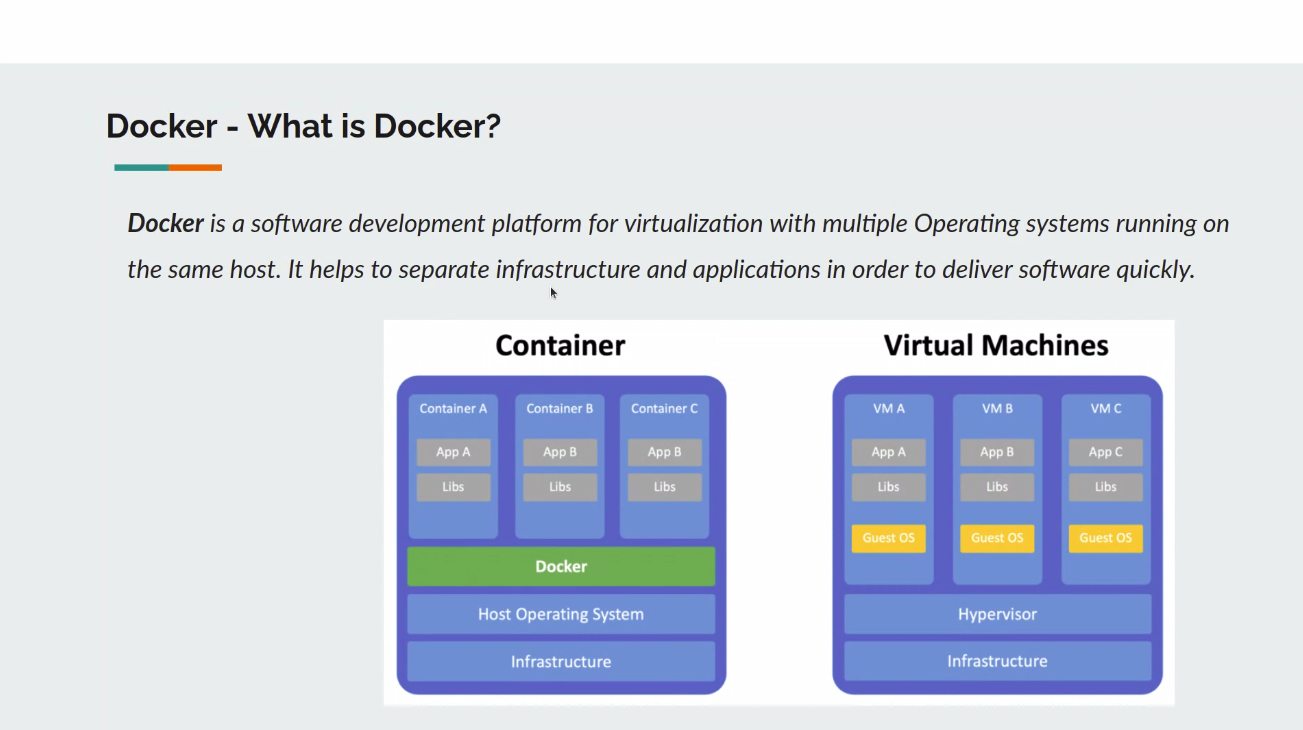 Docker - What is Docker?
Docker is a software development platform for virtualization with multiple Operating systems running on
the same host. It helps to separate infrastructure and applications in order to deliver software quickly.
Container
Container A
App A
Libs
Container B
App B
Libs
Container C
App B
Libs
Docker
Host Operating System
Infrastructure
Virtual Machines
VM A
App A
Libs
Guest OS
VM B
App B
Libs
Guest OS
VM C
App C
Libs
Guest OS
Hypervisor
Infrastructure